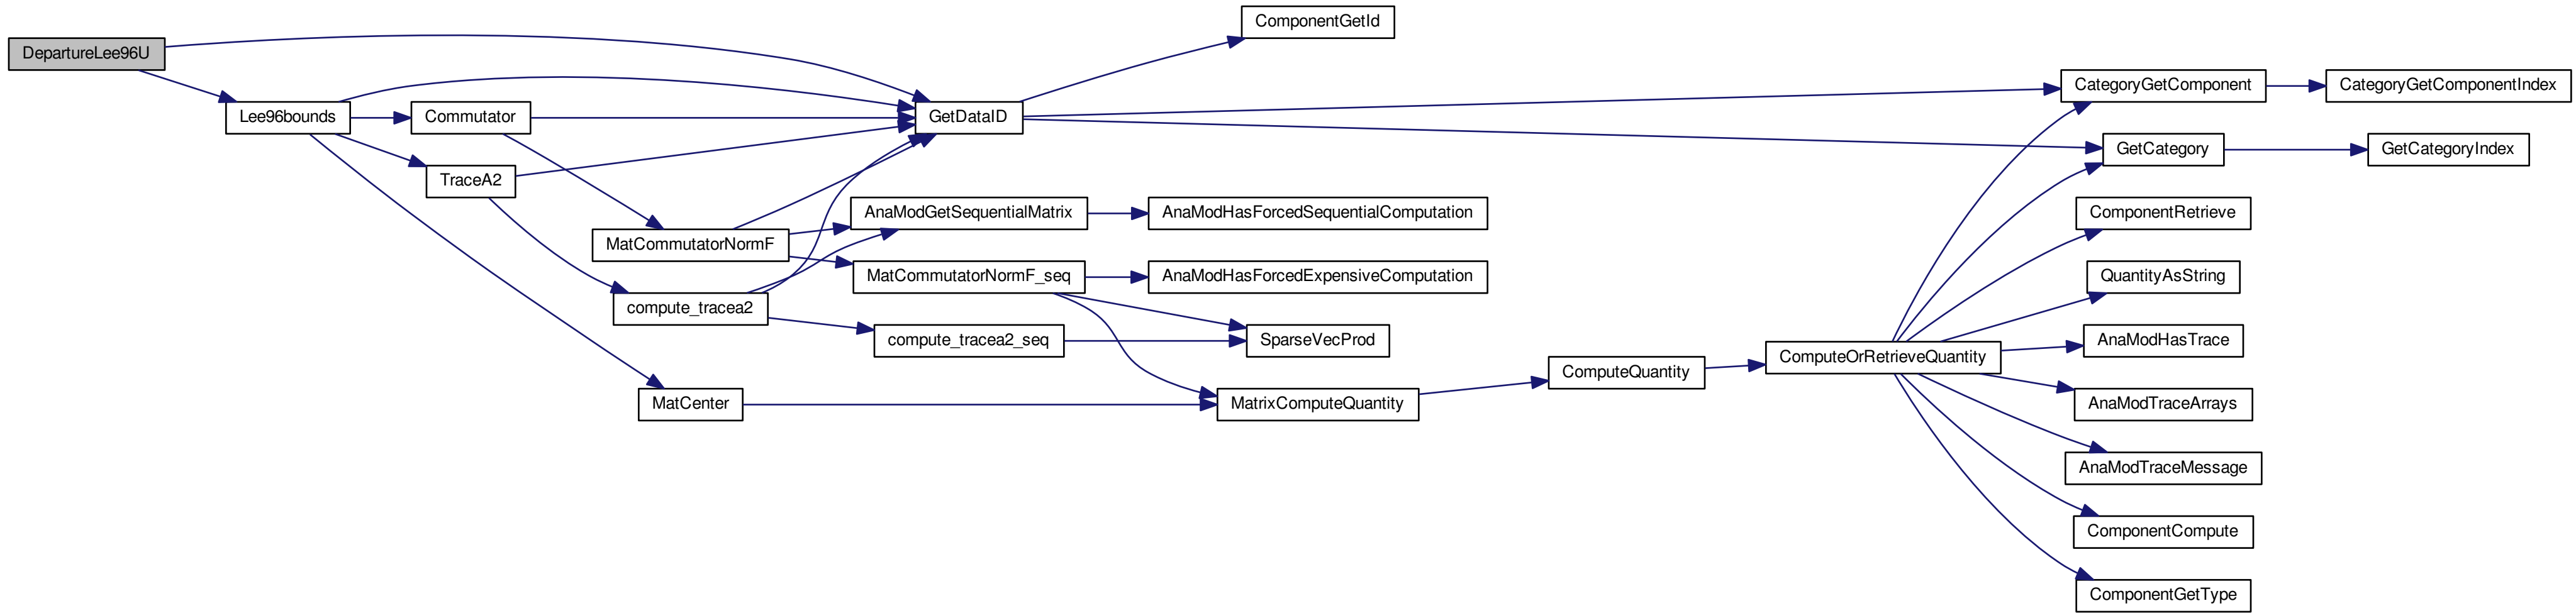 DepartureLee96U
Lee96bounds
Commutator
TraceA2
MatCommutatorNormF
compute_tracea2
MatCenter
GetDataID
AnaModGetSequentialMatrix
MatCommutatorNormF_seq
compute_tracea2_seq
ComponentGetId
AnaModHasForcedSequentialComputation
AnaModHasForcedExpensiveComputation
SparseVecProd
MatrixComputeQuantity
ComputeQuantity
ComputeOrRetrieveQuantity
CategoryGetComponent
GetCategory
ComponentRetrieve
QuantityAsString
AnaModHasTrace
AnaModTraceArrays
AnaModTraceMessage
ComponentCompute
ComponentGetType
CategoryGetComponentIndex
GetCategoryIndex